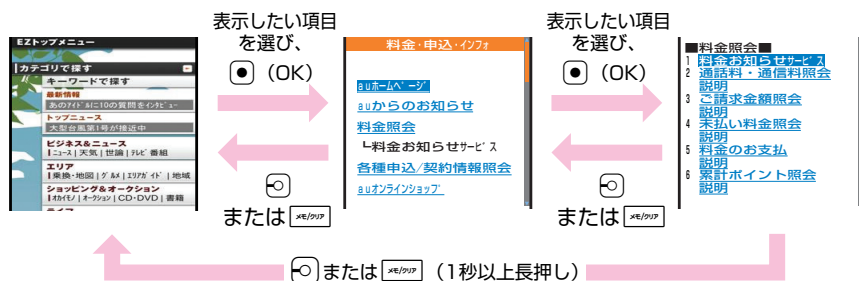 表示したい項目
を選び、
(OK)
表示したい項目
を選び、
(OK)
EZトップメニュー
カテゴリで探す
キーワードで探す
最新情報
あのｱｲﾄﾞﾙに10の質問をｲﾝﾀﾋﾞｭｰ
トップニュース
大型台風第1号が接近中
ビジネス&ニュース
ﾆｭｰｽ|天気|世論|ﾃﾚﾋﾞ番組
エリア
乗換・地図|ｸﾞﾙﾒ|ｴﾘｱｶﾞｲﾄﾞ|地域
ショッピング&オークション
ｵｶｲﾓﾉ|ｵｰｸｼｮﾝ|CD・DVD|書籍
料金・申込・インフォ
auﾎｰﾑﾍﾟｰｼﾞ
auからのお知らせ
料金照会
┗料金お知らせｻｰﾋﾞｽ
各種申込/契約情報照会
auｵﾝﾗｲﾝｼｮｯﾌﾟ
■料金照会■
1 料金お知らせｻｰﾋﾞｽ
2 通話料・通信料照会
説明
3 ご請求金額照会
説明
4 未払い料金照会
説明
5 料金のお支払
説明
6 累計ポイント照会
説明
または ﾒﾓ/ｸﾘｱ
または ﾒﾓ/ｸﾘｱ
または ﾒﾓ/ｸﾘｱ (1秒以上長押し)